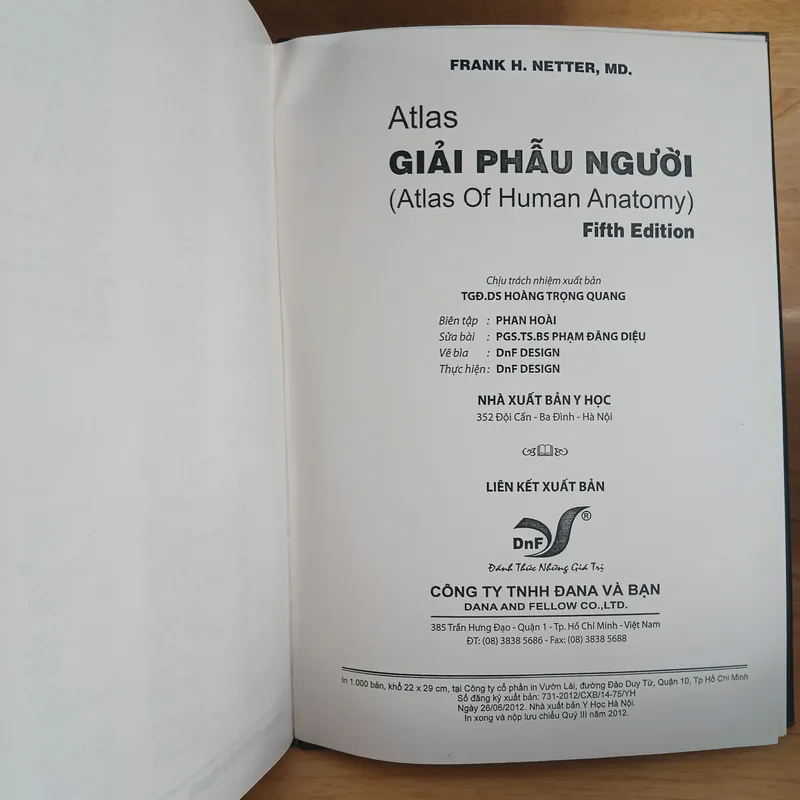 FRANK H. NETTER, MD.
Atlas
GIẢI PHẪU NGƯỜI
(Atlas Of Human Anatomy)
Fifth Edition
Chịu trách nhiệm xuất bản
TGĐ.DS HOÀNG TRỌNG QUANG
Biên tập : PHAN HOÀI
Sửa bài : PGS.TS.BS PHẠM ĐĂNG DIỆU
Vẽ bìa : DnF DESIGN
Thực hiện : DnF DESIGN
NHÀ XUẤT BẢN Y HỌC
352 Đội Cấn - Ba Đình - Hà Nội
LIÊN KẾT XUẤT BẢN
DnF ®
Đánh Thức Những Giá Trị
CÔNG TY TNHH ĐANA VÀ BẠN
DANA AND FELLOW CO.,LTD.
385 Trần Hưng Đạo - Quận 1 - Tp. Hồ Chí Minh - Việt Nam
ĐT: (08) 3838 5686 - Fax: (08) 3838 5688
In 1.000 bản, khổ 22 x 29 cm, tại Công ty cổ phần in Vườn Lài, đường Đào Duy Từ, Quận 10, Tp Hồ Chí Minh
Số đăng ký xuất bản: 731-2012/CXB/14-75/YH
Ngày 26/06/2012. Nhà xuất bản Y Học Hà Nội.
In xong và nộp lưu chiểu Quý III năm 2012.